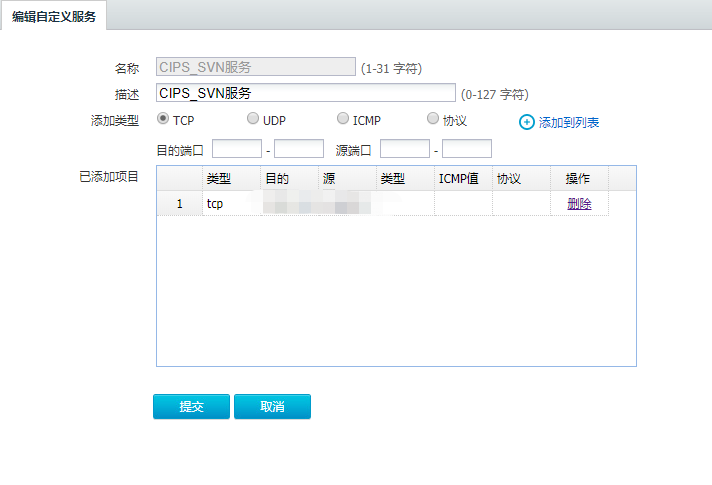 编辑自定义服务
名称 CIPS_SVN服务 (1-31 字符)
描述 CIPS_SVN服务 (0-127 字符)
添加类型 TCP UDP ICMP 协议 添加到列表
目的端口 - 源端口 -
已添加项目 类型 目的 源 类型 ICMP值 协议 操作
1 tcp 删除
提交 取消